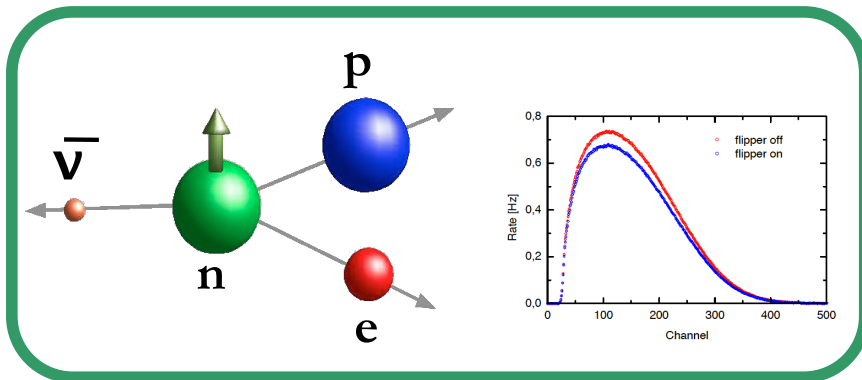 p
ν̄
n
e
0,8
0,6
0,4
0,2
0,0
Rate [Hz]
flipper off
flipper on
0 100 200 300 400 500
Channel